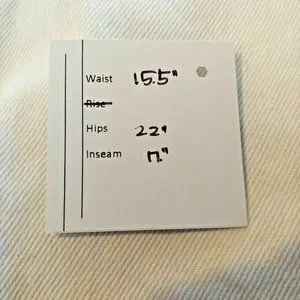 Waist 15.5"
Rise
Hips 22"
Inseam 17."